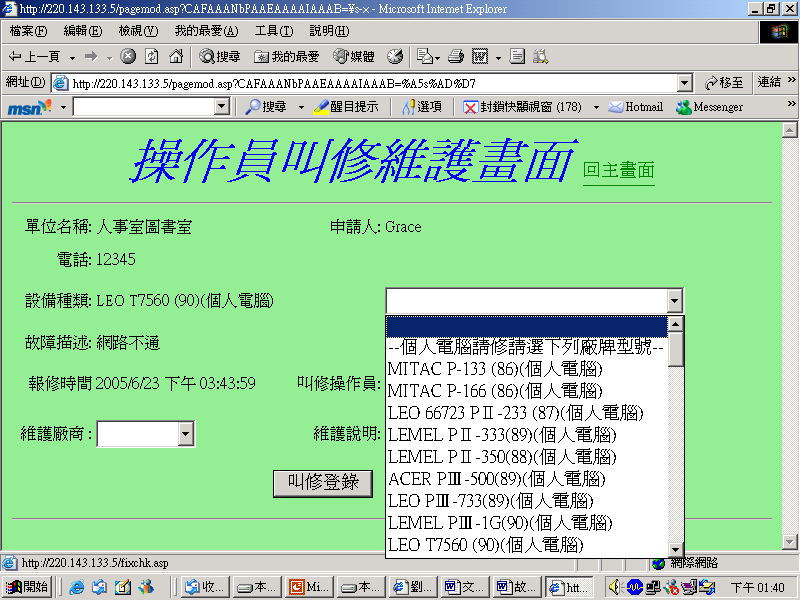 http://220.143.133.5/pagemod.asp?CAFAAANbPAAEAAAAIAAAB=¥s-× - Microsoft Internet Explorer
檔案(F) 編輯(E) 檢視(V) 我的最愛(A) 工具(T) 說明(H)
上一頁 搜尋 我的最愛 媒體
網址(D) http://220.143.133.5/pagemod.asp?CAFAAANbPAAEAAAAIAAAB=%A5s%AD%D7 移至 連結 »
msn 搜尋 醒目提示 選項 封鎖快顯視窗 (178) Hotmail Messenger »
操作員叫修維護畫面 回主畫面
單位名稱: 人事室圖書室 申請人: Grace
電話: 12345
設備種類: LEO T7560 (90)(個人電腦)
--個人電腦請修請選下列廠牌型號--
MITAC P-133 (86)(個人電腦)
MITAC P-166 (86)(個人電腦)
LEO 66723 PⅡ-233 (87)(個人電腦)
LEMEL PⅡ-333(89)(個人電腦)
LEMEL PⅡ-350(88)(個人電腦)
ACER PⅢ-500(89)(個人電腦)
LEO PⅢ-733(89)(個人電腦)
LEMEL PⅢ-1G(90)(個人電腦)
LEO T7560 (90)(個人電腦)
故障描述: 網路不通
報修時間 2005/6/23 下午 03:43:59 叫修操作員:
維護廠商 : 維護說明:
叫修登錄
http://220.143.133.5/fixchk.asp 網際網路
開始 收... 本... Mi... 本... 劉... 文... 故... htt... 下午 01:40